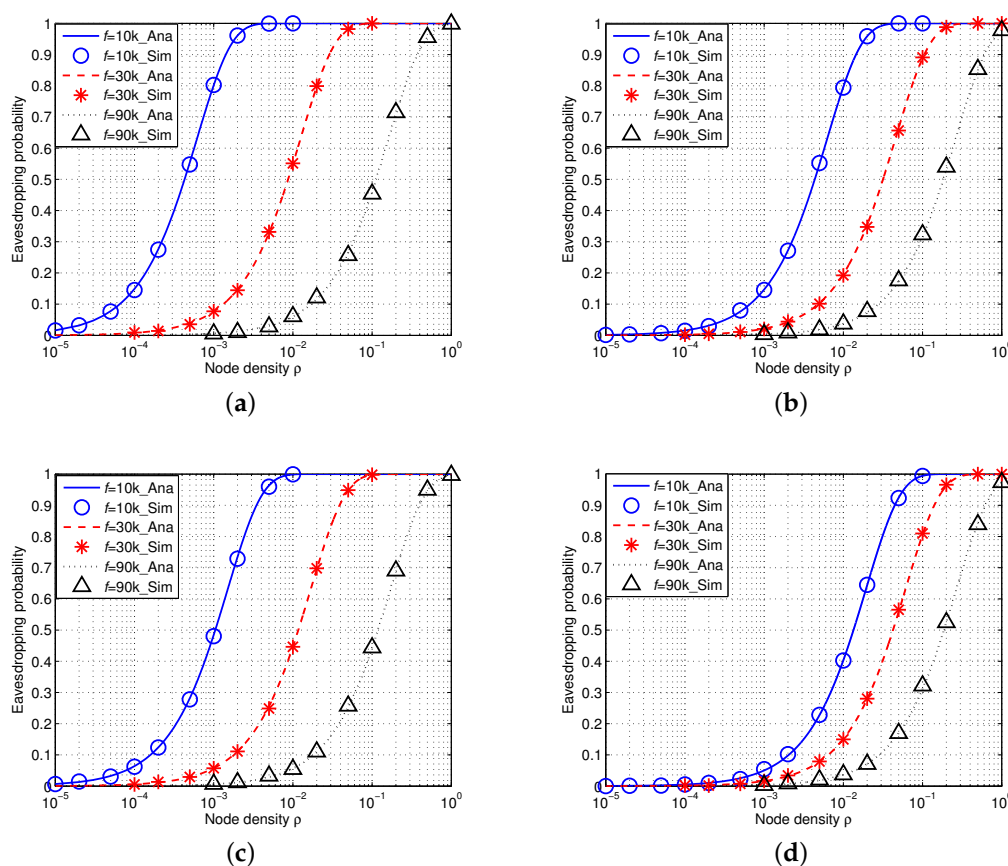 1
0.9
0.8
0.7
0.6
0.5
0.4
0.3
0.2
0.1
0
Eavesdropping probability
f=10k_Ana
f=10k_Sim
f=30k_Ana
f=30k_Sim
f=90k_Ana
f=90k_Sim
10⁻⁵ 10⁻⁴ 10⁻³ 10⁻² 10⁻¹ 10⁰
Node density ρ
(a)
1
0.9
0.8
0.7
0.6
0.5
0.4
0.3
0.2
0.1
0
Eavesdropping probability
f=10k_Ana
f=10k_Sim
f=30k_Ana
f=30k_Sim
f=90k_Ana
f=90k_Sim
10⁻⁵ 10⁻⁴ 10⁻³ 10⁻² 10⁻¹ 10⁰
Node density ρ
(b)
1
0.9
0.8
0.7
0.6
0.5
0.4
0.3
0.2
0.1
0
Eavesdropping probability
f=10k_Ana
f=10k_Sim
f=30k_Ana
f=30k_Sim
f=90k_Ana
f=90k_Sim
10⁻⁵ 10⁻⁴ 10⁻³ 10⁻² 10⁻¹ 10⁰
Node density ρ
(c)
1
0.9
0.8
0.7
0.6
0.5
0.4
0.3
0.2
0.1
0
Eavesdropping probability
f=10k_Ana
f=10k_Sim
f=30k_Ana
f=30k_Sim
f=90k_Ana
f=90k_Sim
10⁻⁵ 10⁻⁴ 10⁻³ 10⁻² 10⁻¹ 10⁰
Node density ρ
(d)